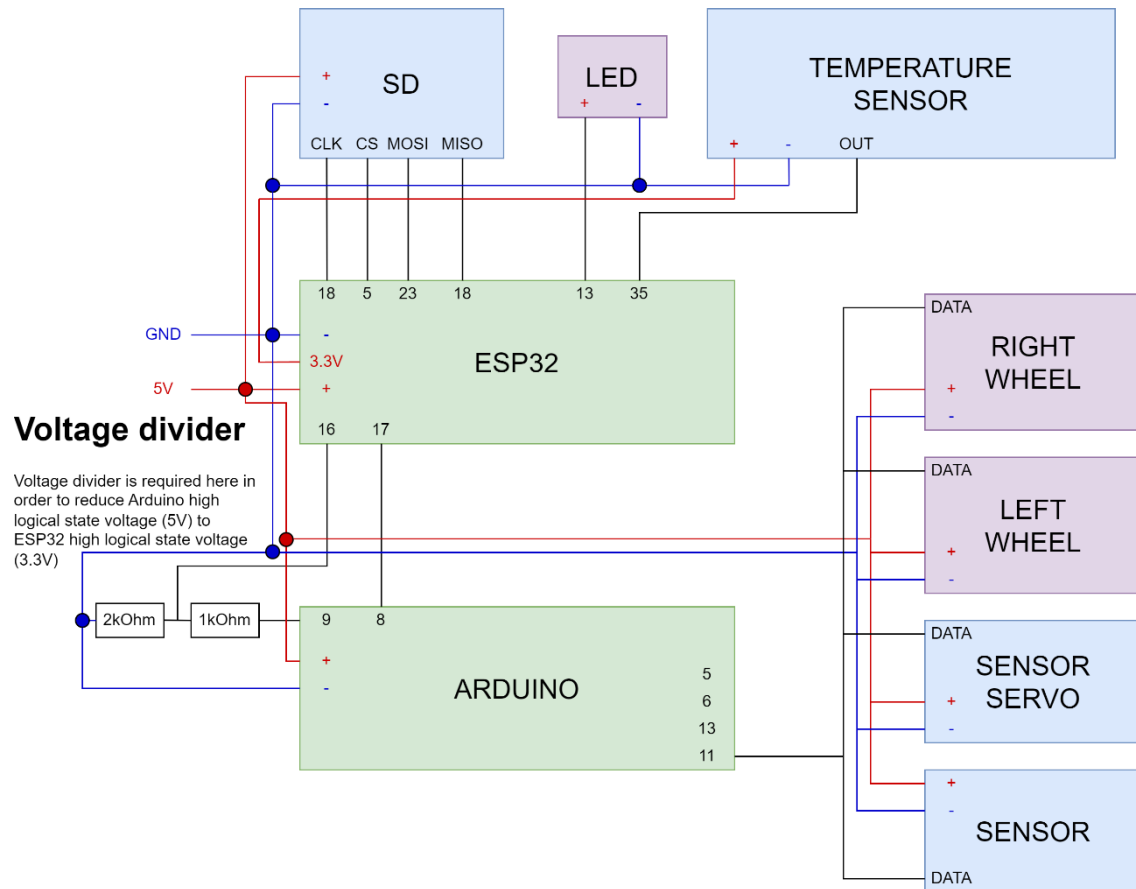 SD
+
-
CLK CS MOSI MISO
LED
+ -
TEMPERATURE
SENSOR
+ - OUT
18 5 23 18 13 35
GND
-
3.3V
5V
+
ESP32
16 17
Voltage divider
Voltage divider is required here in
order to reduce Arduino high
logical state voltage (5V) to
ESP32 high logical state voltage
(3.3V)
2kOhm
1kOhm
9 8
+
-
ARDUINO
5
6
13
11
DATA
RIGHT
WHEEL
+
-
DATA
LEFT
WHEEL
+
-
DATA
SENSOR
SERVO
+
-
+
-
SENSOR
DATA